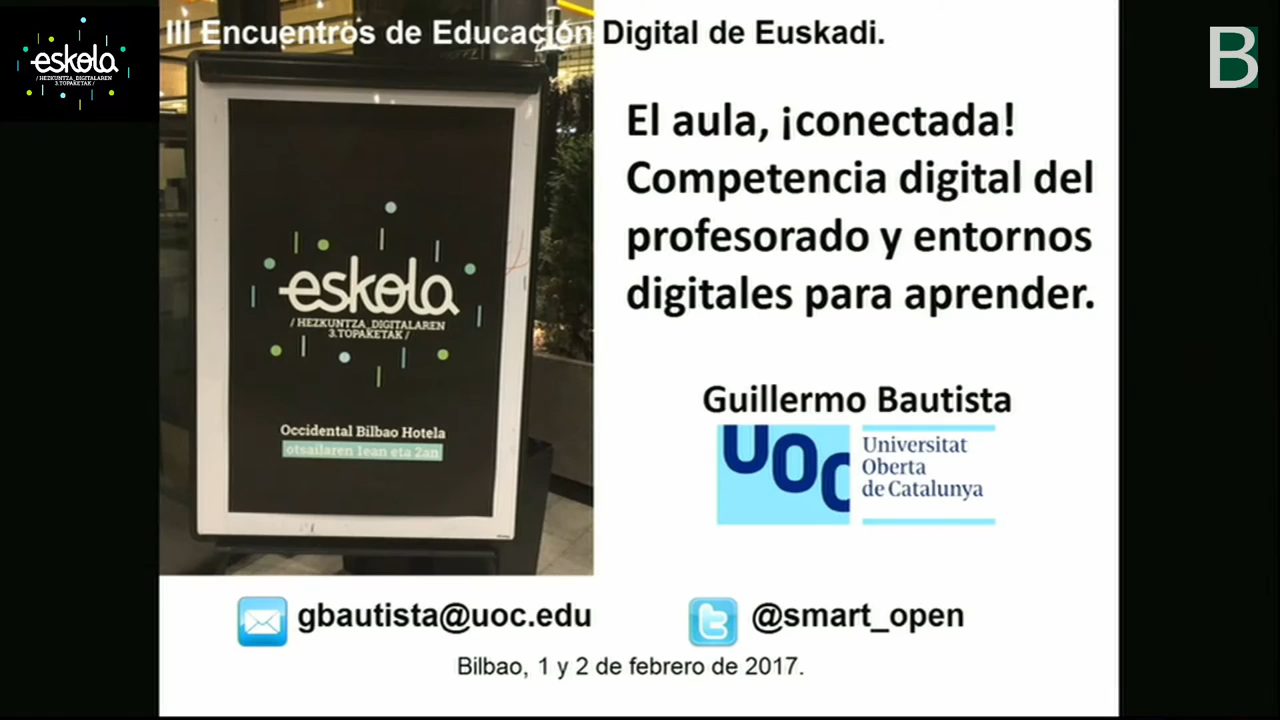 eskola
/ HEZKUNTZA_DIGITALAREN
3.TOPAKETAK /
III Encuentros de Educación Digital de Euskadi.
B
El aula, ¡conectada!
Competencia digital del
profesorado y entornos
digitales para aprender.
eskola
/ HEZKUNTZA_DIGITALAREN
3.TOPAKETAK /
Occidental Bilbao Hotela
otsailaren 1ean eta 2an
Guillermo Bautista
UOC
Universitat
Oberta
de Catalunya
gbautista@uoc.edu
@smart_open
Bilbao, 1 y 2 de febrero de 2017.